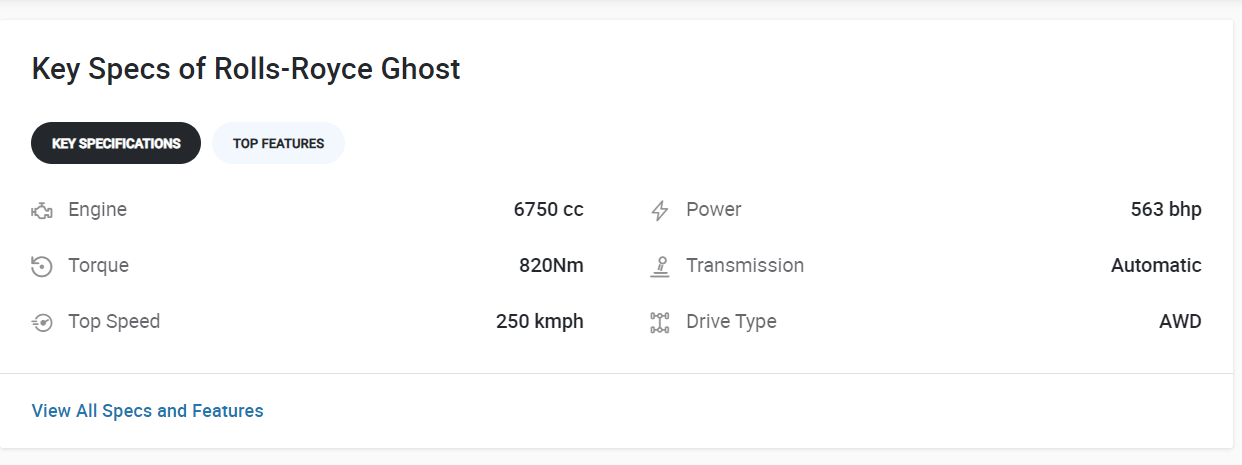 Key Specs of Rolls-Royce Ghost
KEY SPECIFICATIONS TOP FEATURES
Engine 6750 cc Power 563 bhp
Torque 820Nm Transmission Automatic
Top Speed 250 kmph Drive Type AWD
View All Specs and Features